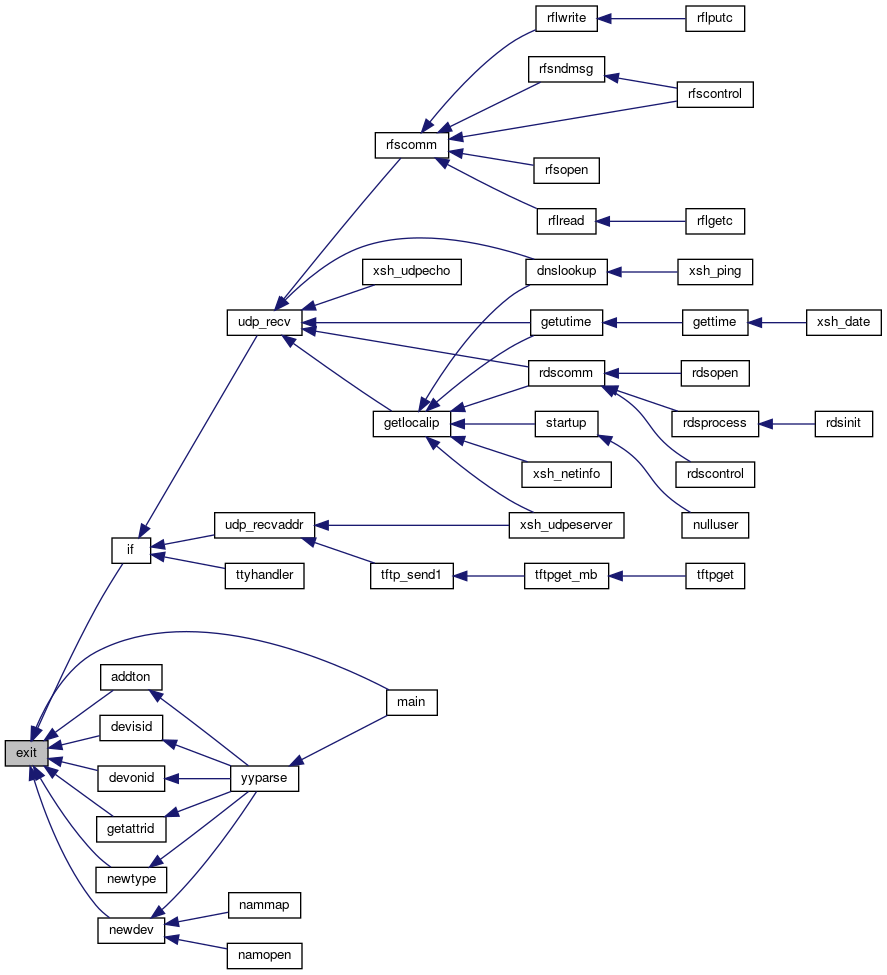 rflwrite
rflputc
rfsndmsg
rfscontrol
rfscomm
rfsopen
rflread
rflgetc
xsh_udpecho
dnslookup
xsh_ping
udp_recv
getutime
gettime
xsh_date
rdscomm
rdsopen
getlocalip
startup
rdsprocess
rdsinit
xsh_netinfo
rdscontrol
udp_recvaddr
xsh_udpeserver
nulluser
if
ttyhandler
tftp_send1
tftpget_mb
tftpget
addton
main
devisid
exit
devonid
yyparse
getattrid
newtype
nammap
newdev
namopen